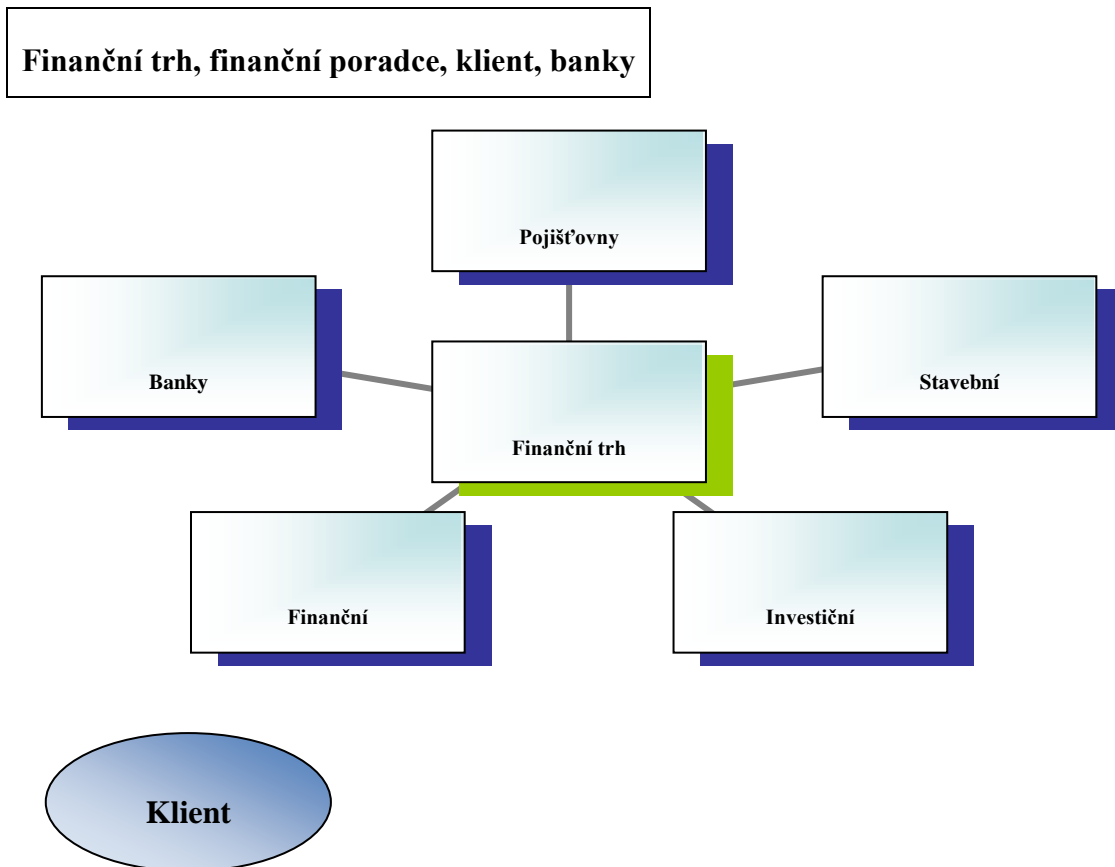 Finanční trh, finanční poradce, klient, banky
Pojišťovny
Banky
Stavební
Finanční trh
Finanční
Investiční
Klient